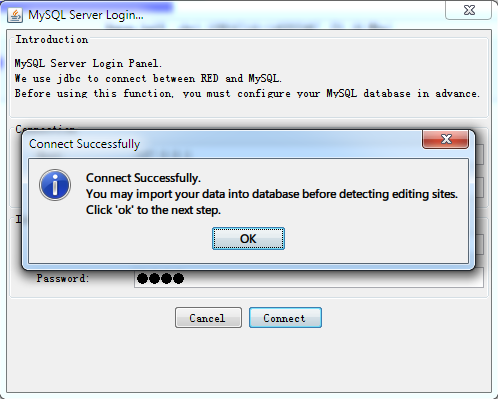 MySQL Server Login...
Introduction
MySQL Server Login Panel.
We use jdbc to connect between RED and MySQL.
Before using this function, you must configure your MySQL database in advance.
Connection
Connect Successfully
Connect Successfully.
You may import your data into database before detecting editing sites.
Click 'ok' to the next step.
OK
Password:
Cancel
Connect